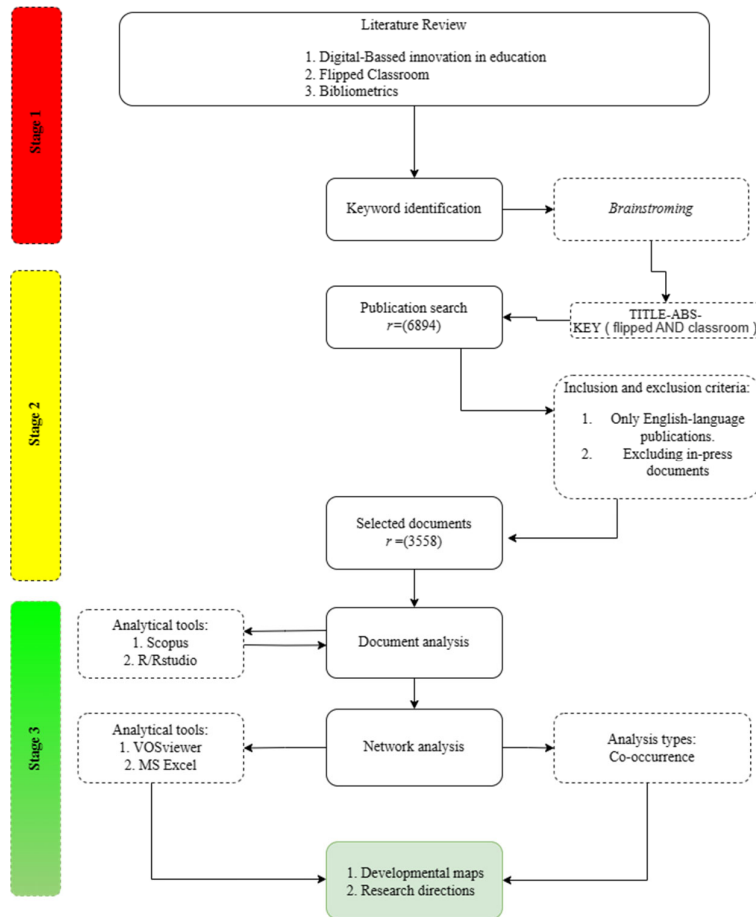 Stage 1
Literature Review
1. Digital-Bassed innovation in education
2. Flipped Classroom
3. Bibliometrics
Keyword identification
Brainstroming
Stage 2
Publication search
r=(6894)
TITLE-ABS-
KEY ( flipped AND classroom )
Inclusion and exclusion criteria:
1. Only English-language
publications.
2. Excluding in-press
documents
Selected documents
r =(3558)
Stage 3
Analytical tools:
1. Scopus
2. R/Rstudio
Document analysis
Analytical tools:
1. VOSviewer
2. MS Excel
Network analysis
Analysis types:
Co-occurrence
1. Developmental maps
2. Research directions